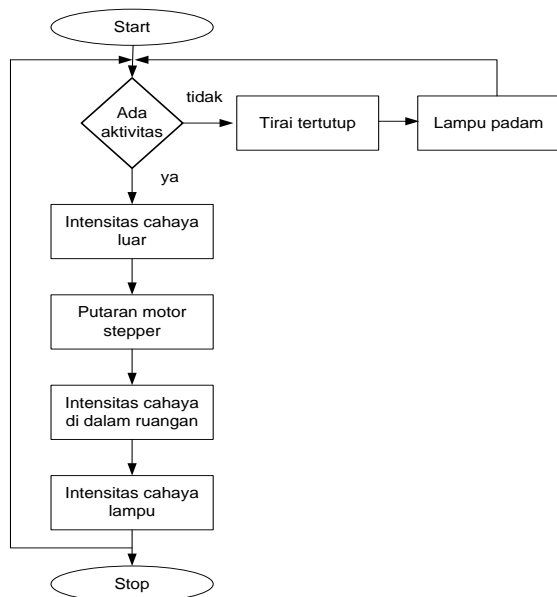 Start
Ada
aktivitas
tidak
Tirai tertutup
Lampu padam
ya
Intensitas cahaya
luar
Putaran motor
stepper
Intensitas cahaya
di dalam ruangan
Intensitas cahaya
lampu
Stop